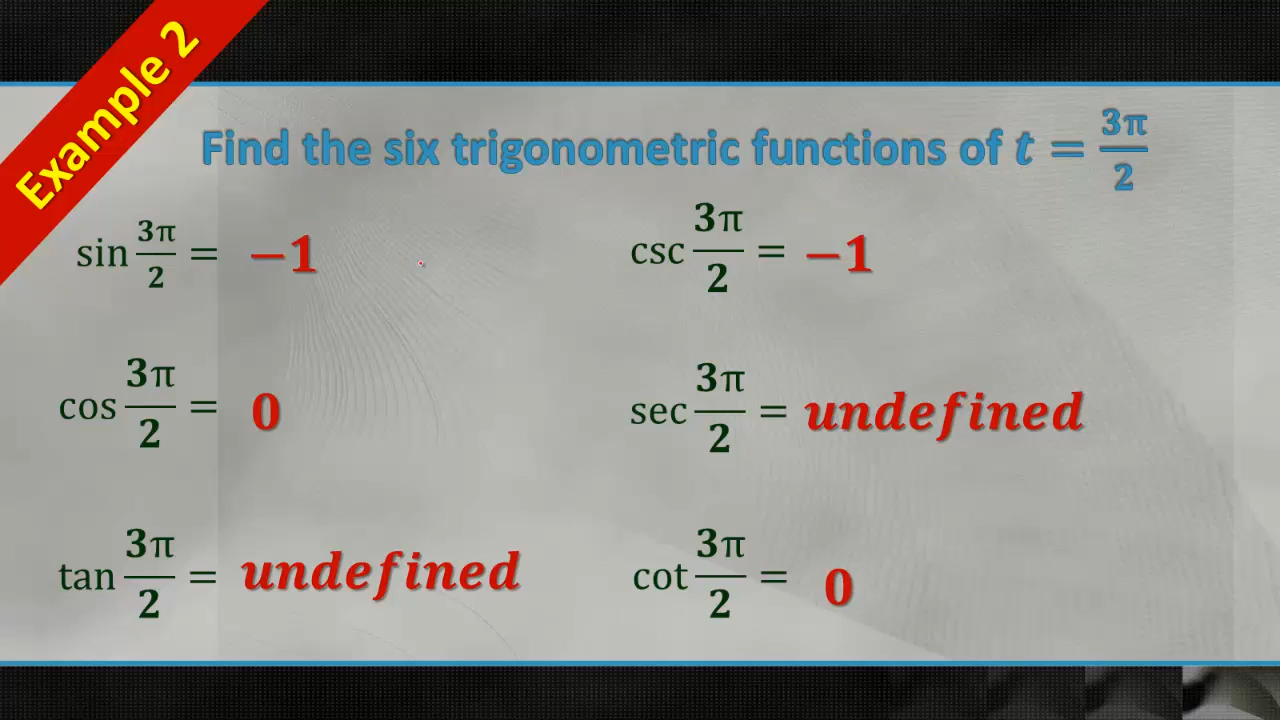 Example 2
Find the six trigonometric functions of t = 3π/2
sin 3π/2 = −1
csc 3π/2 = −1
cos 3π/2 = 0
sec 3π/2 = undefined
tan 3π/2 = undefined
cot 3π/2 = 0